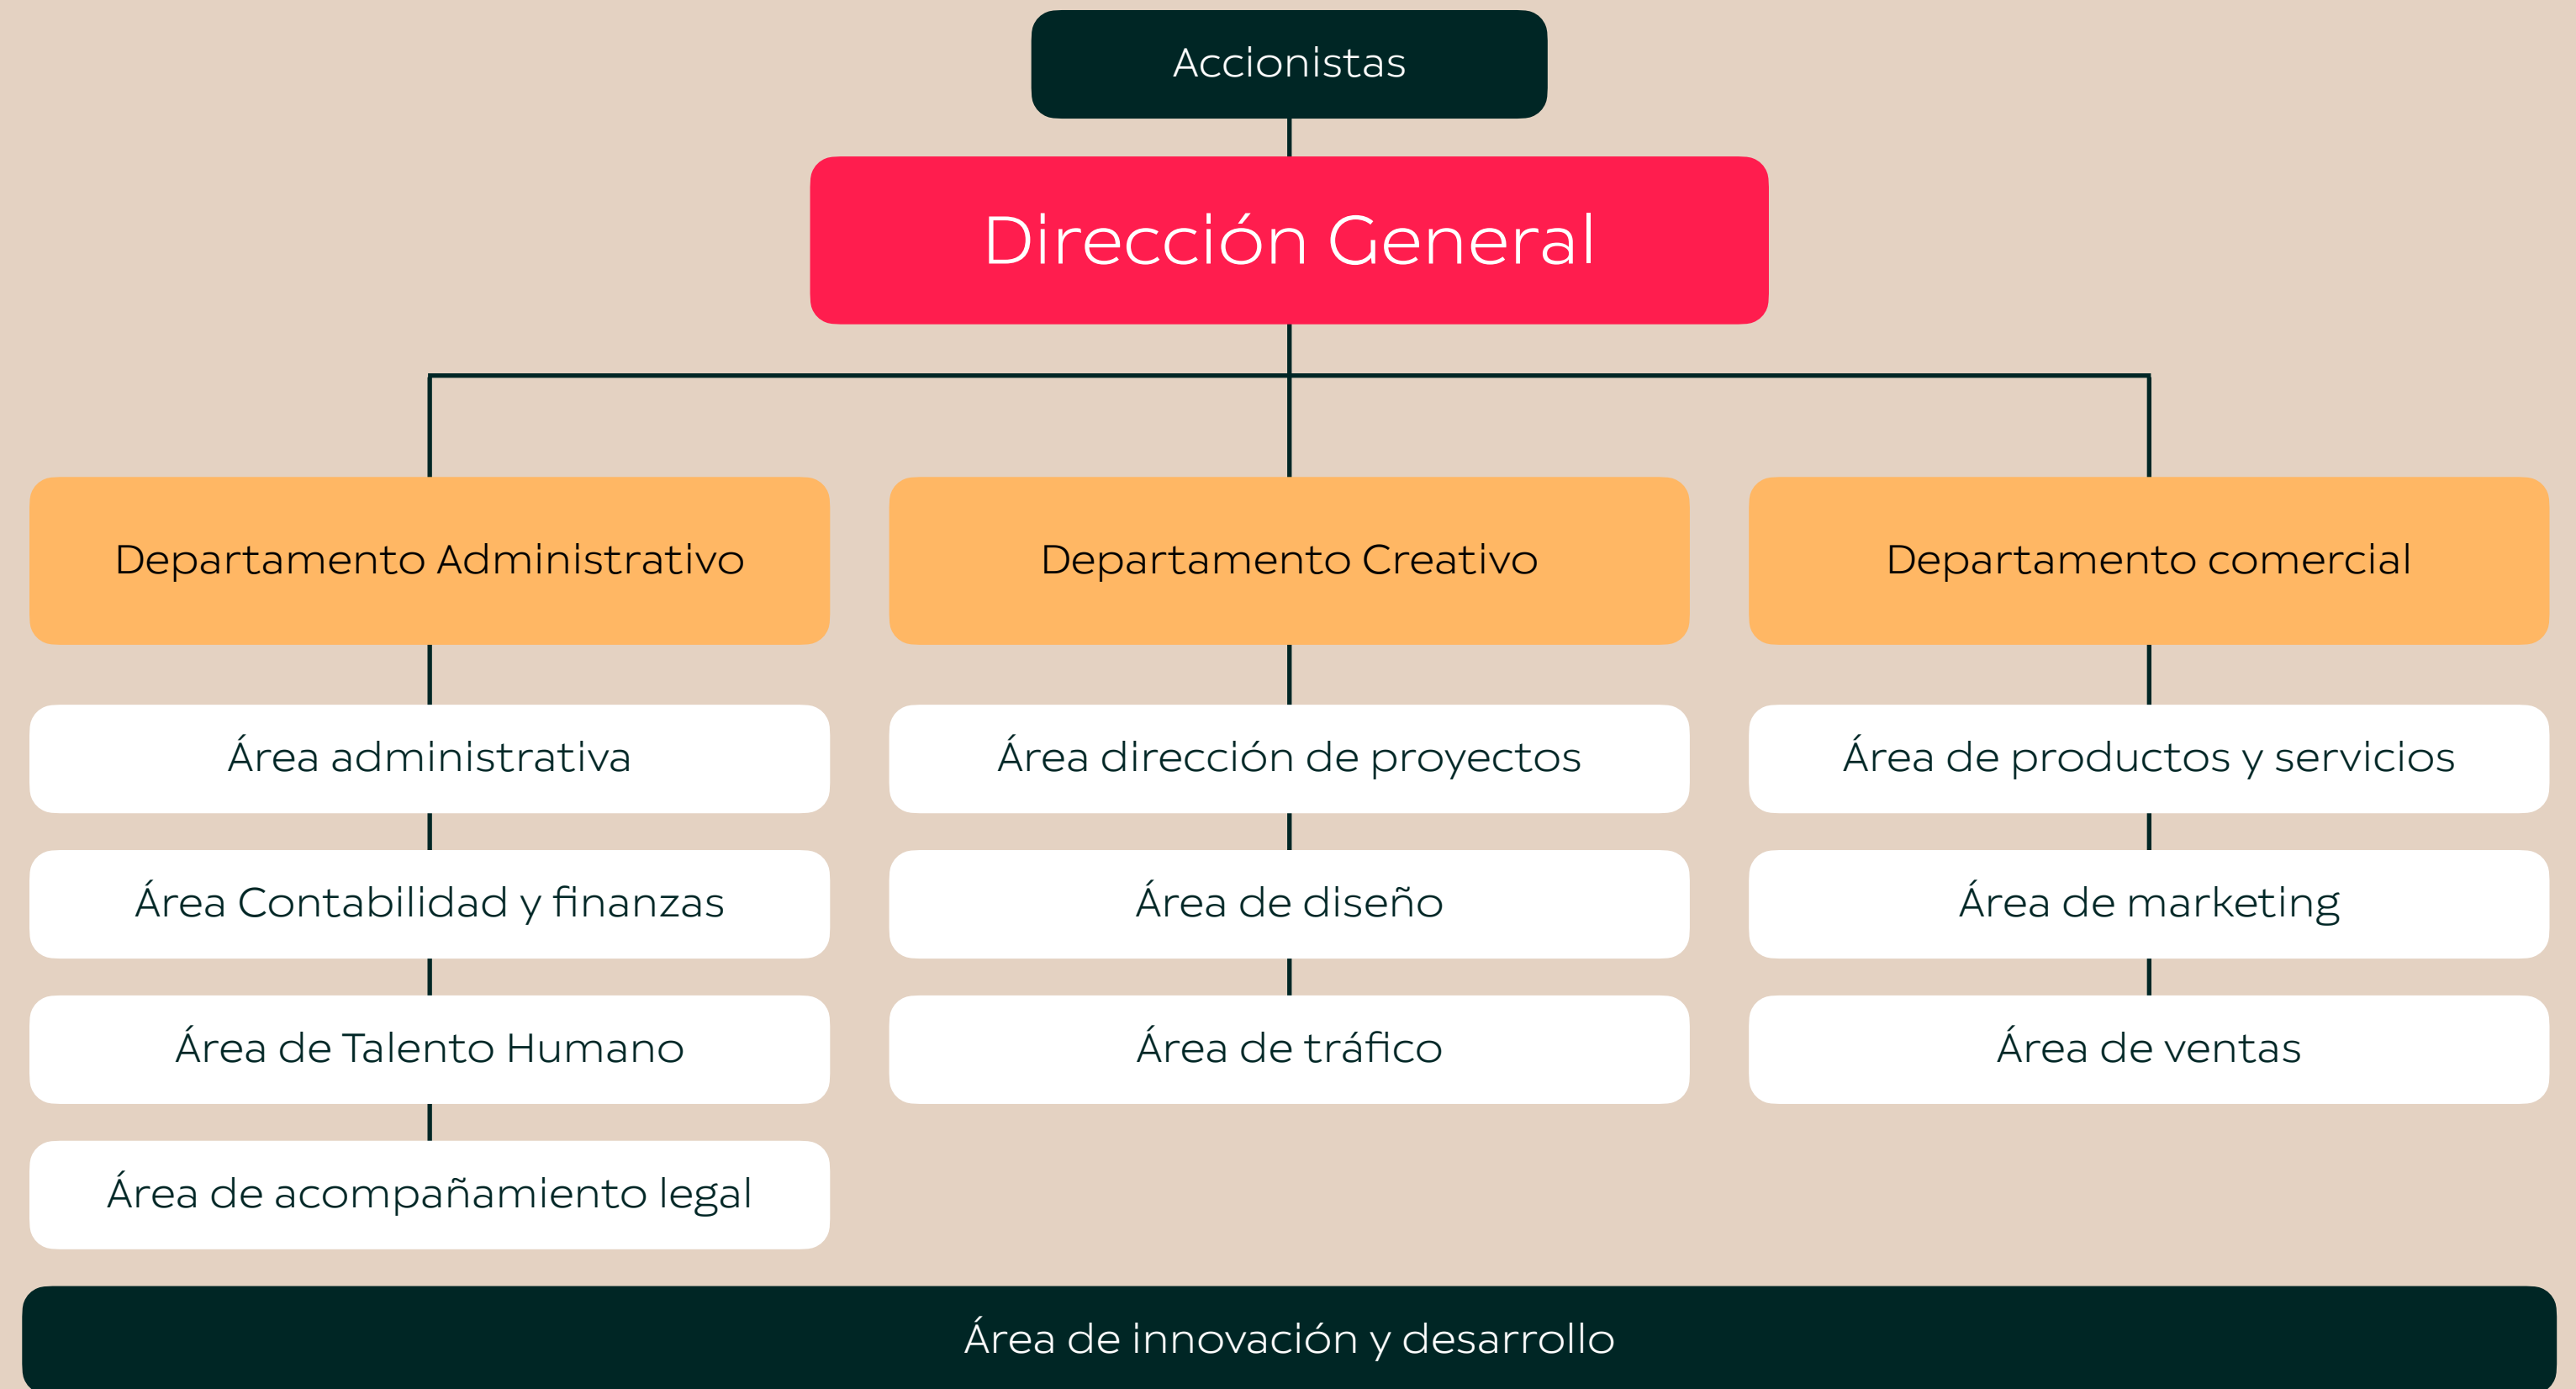 Accionistas
Dirección General
Departamento Administrativo
Departamento Creativo
Departamento comercial
Área administrativa
Área dirección de proyectos
Área de productos y servicios
Área Contabilidad y finanzas
Área de diseño
Área de marketing
Área de Talento Humano
Área de tráfico
Área de ventas
Área de acompañamiento legal
Área de innovación y desarrollo